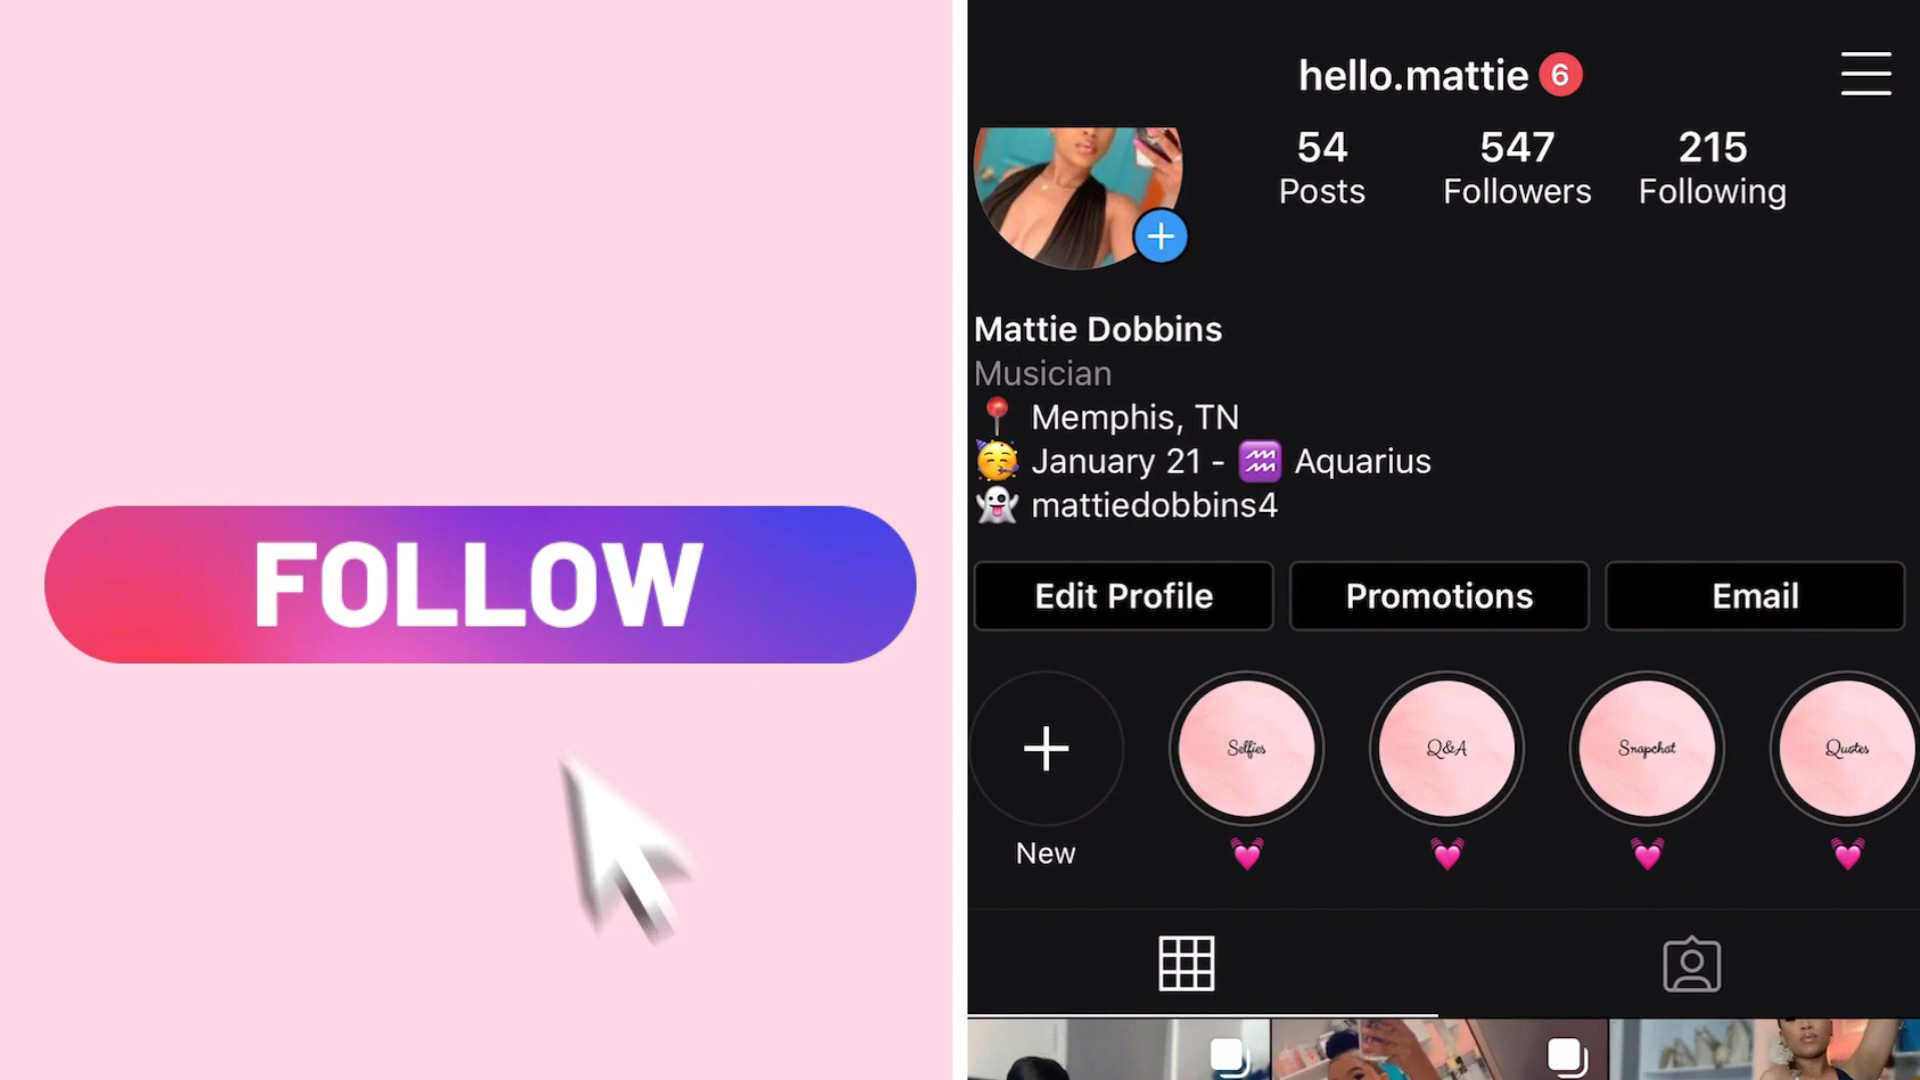 FOLLOW
hello.mattie 6
54 547 215
Posts Followers Following
Mattie Dobbins
Musician
📍 Memphis, TN
🥳 January 21 - ♒ Aquarius
👻 mattiedobbins4
Edit Profile Promotions Email
Selfies Q&A Snapchat Quotes
New